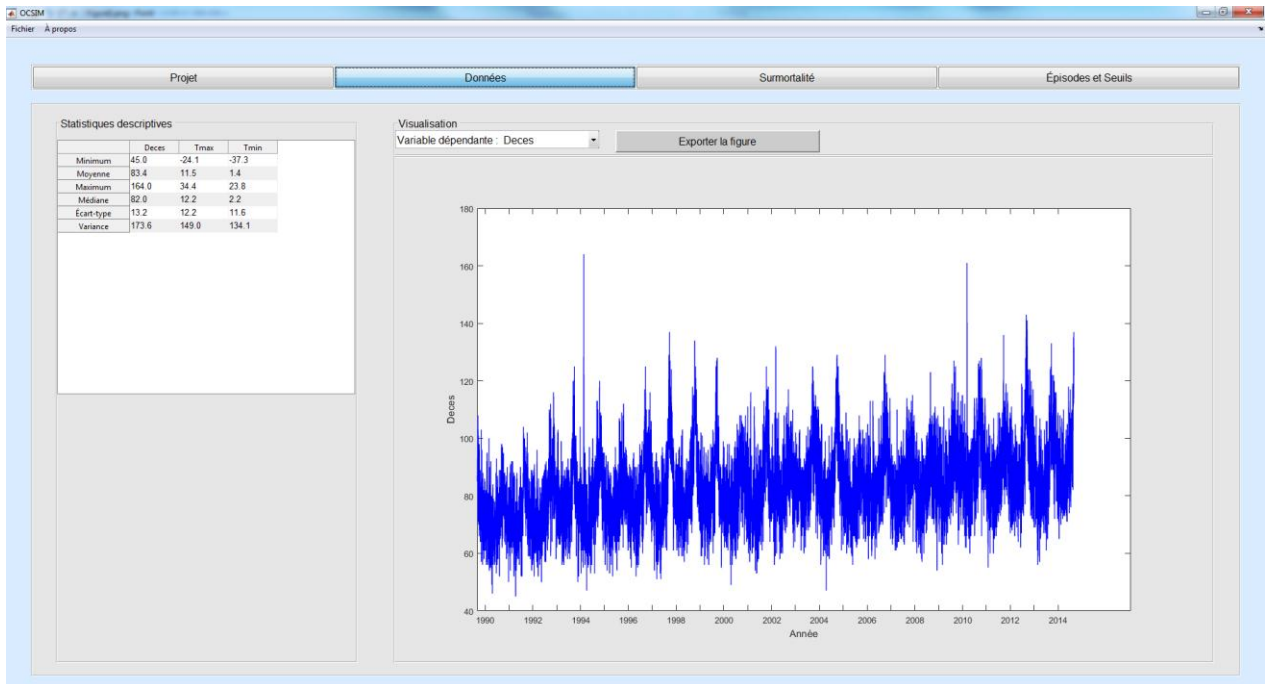 OCSIM
Fichier À propos
Projet Données Surmortalité Épisodes et Seuils
Statistiques descriptives
Deces Tmax Tmin
Minimum 45.0 -24.1 -37.3
Moyenne 83.4 11.5 1.4
Maximum 164.0 34.4 23.8
Médiane 82.0 12.2 2.2
Écart-type 13.2 12.2 11.6
Variance 173.6 149.0 134.1
Visualisation
Variable dépendante : Deces
Exporter la figure
180
160
140
120
100
80
60
40
Deces
1990 1992 1994 1996 1998 2000 2002 2004 2006 2008 2010 2012 2014
Année